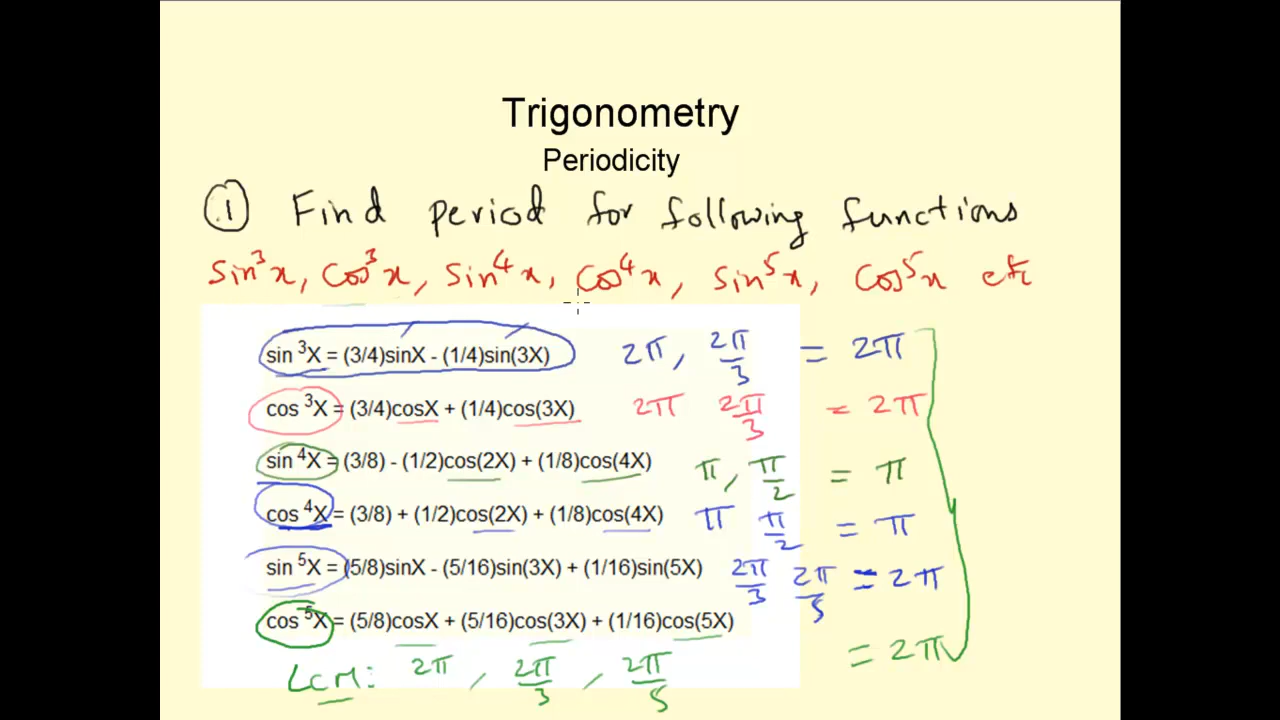 Trigonometry
Periodicity
① Find period for following functions
sin³x, cos³x, sin⁴x, cos⁴x, sin⁵x, cos⁵x etc
sin ³X = (3/4)sinX - (1/4)sin(3X) 2π, 2π/3 = 2π
cos ³X = (3/4)cosX + (1/4)cos(3X) 2π 2π/3 = 2π
sin ⁴X = (3/8) - (1/2)cos(2X) + (1/8)cos(4X) π, π/2 = π
cos ⁴X = (3/8) + (1/2)cos(2X) + (1/8)cos(4X) π π/2 = π
sin ⁵X = (5/8)sinX - (5/16)sin(3X) + (1/16)sin(5X) 2π/3 2π/5 = 2π
cos ⁵X = (5/8)cosX + (5/16)cos(3X) + (1/16)cos(5X) = 2π
LCM: 2π, 2π/3, 2π/5